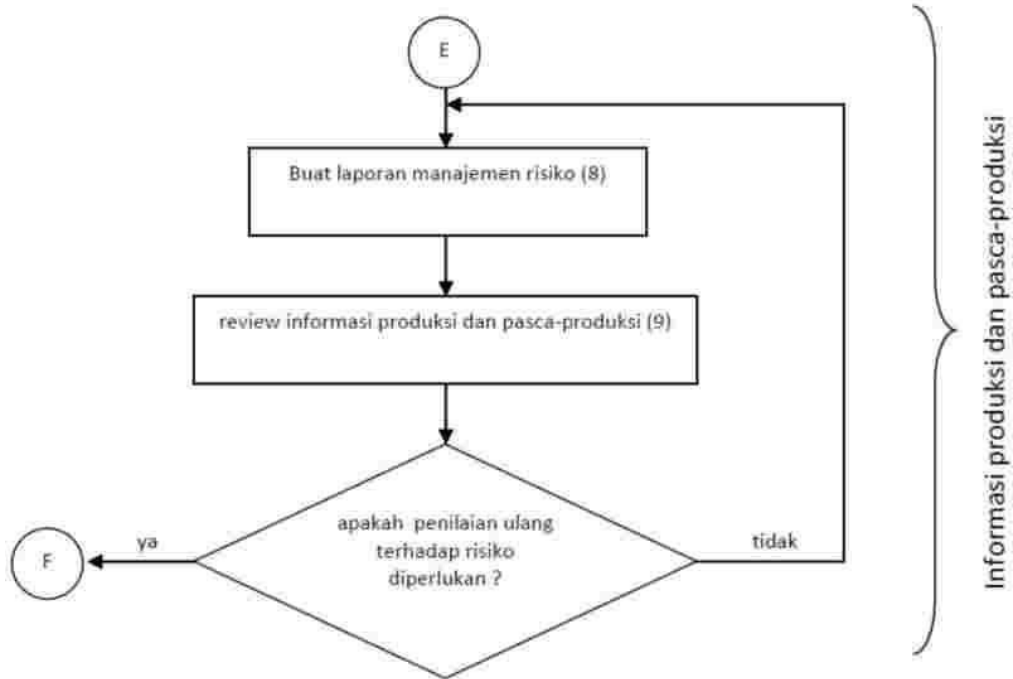 E
Buat laporan manajemen risiko (8)
review informasi produksi dan pasca-produksi (9)
apakah penilaian ulang
terhadap risiko
diperlukan ?
ya
tidak
F
Informasi produksi dan pasca-produksi